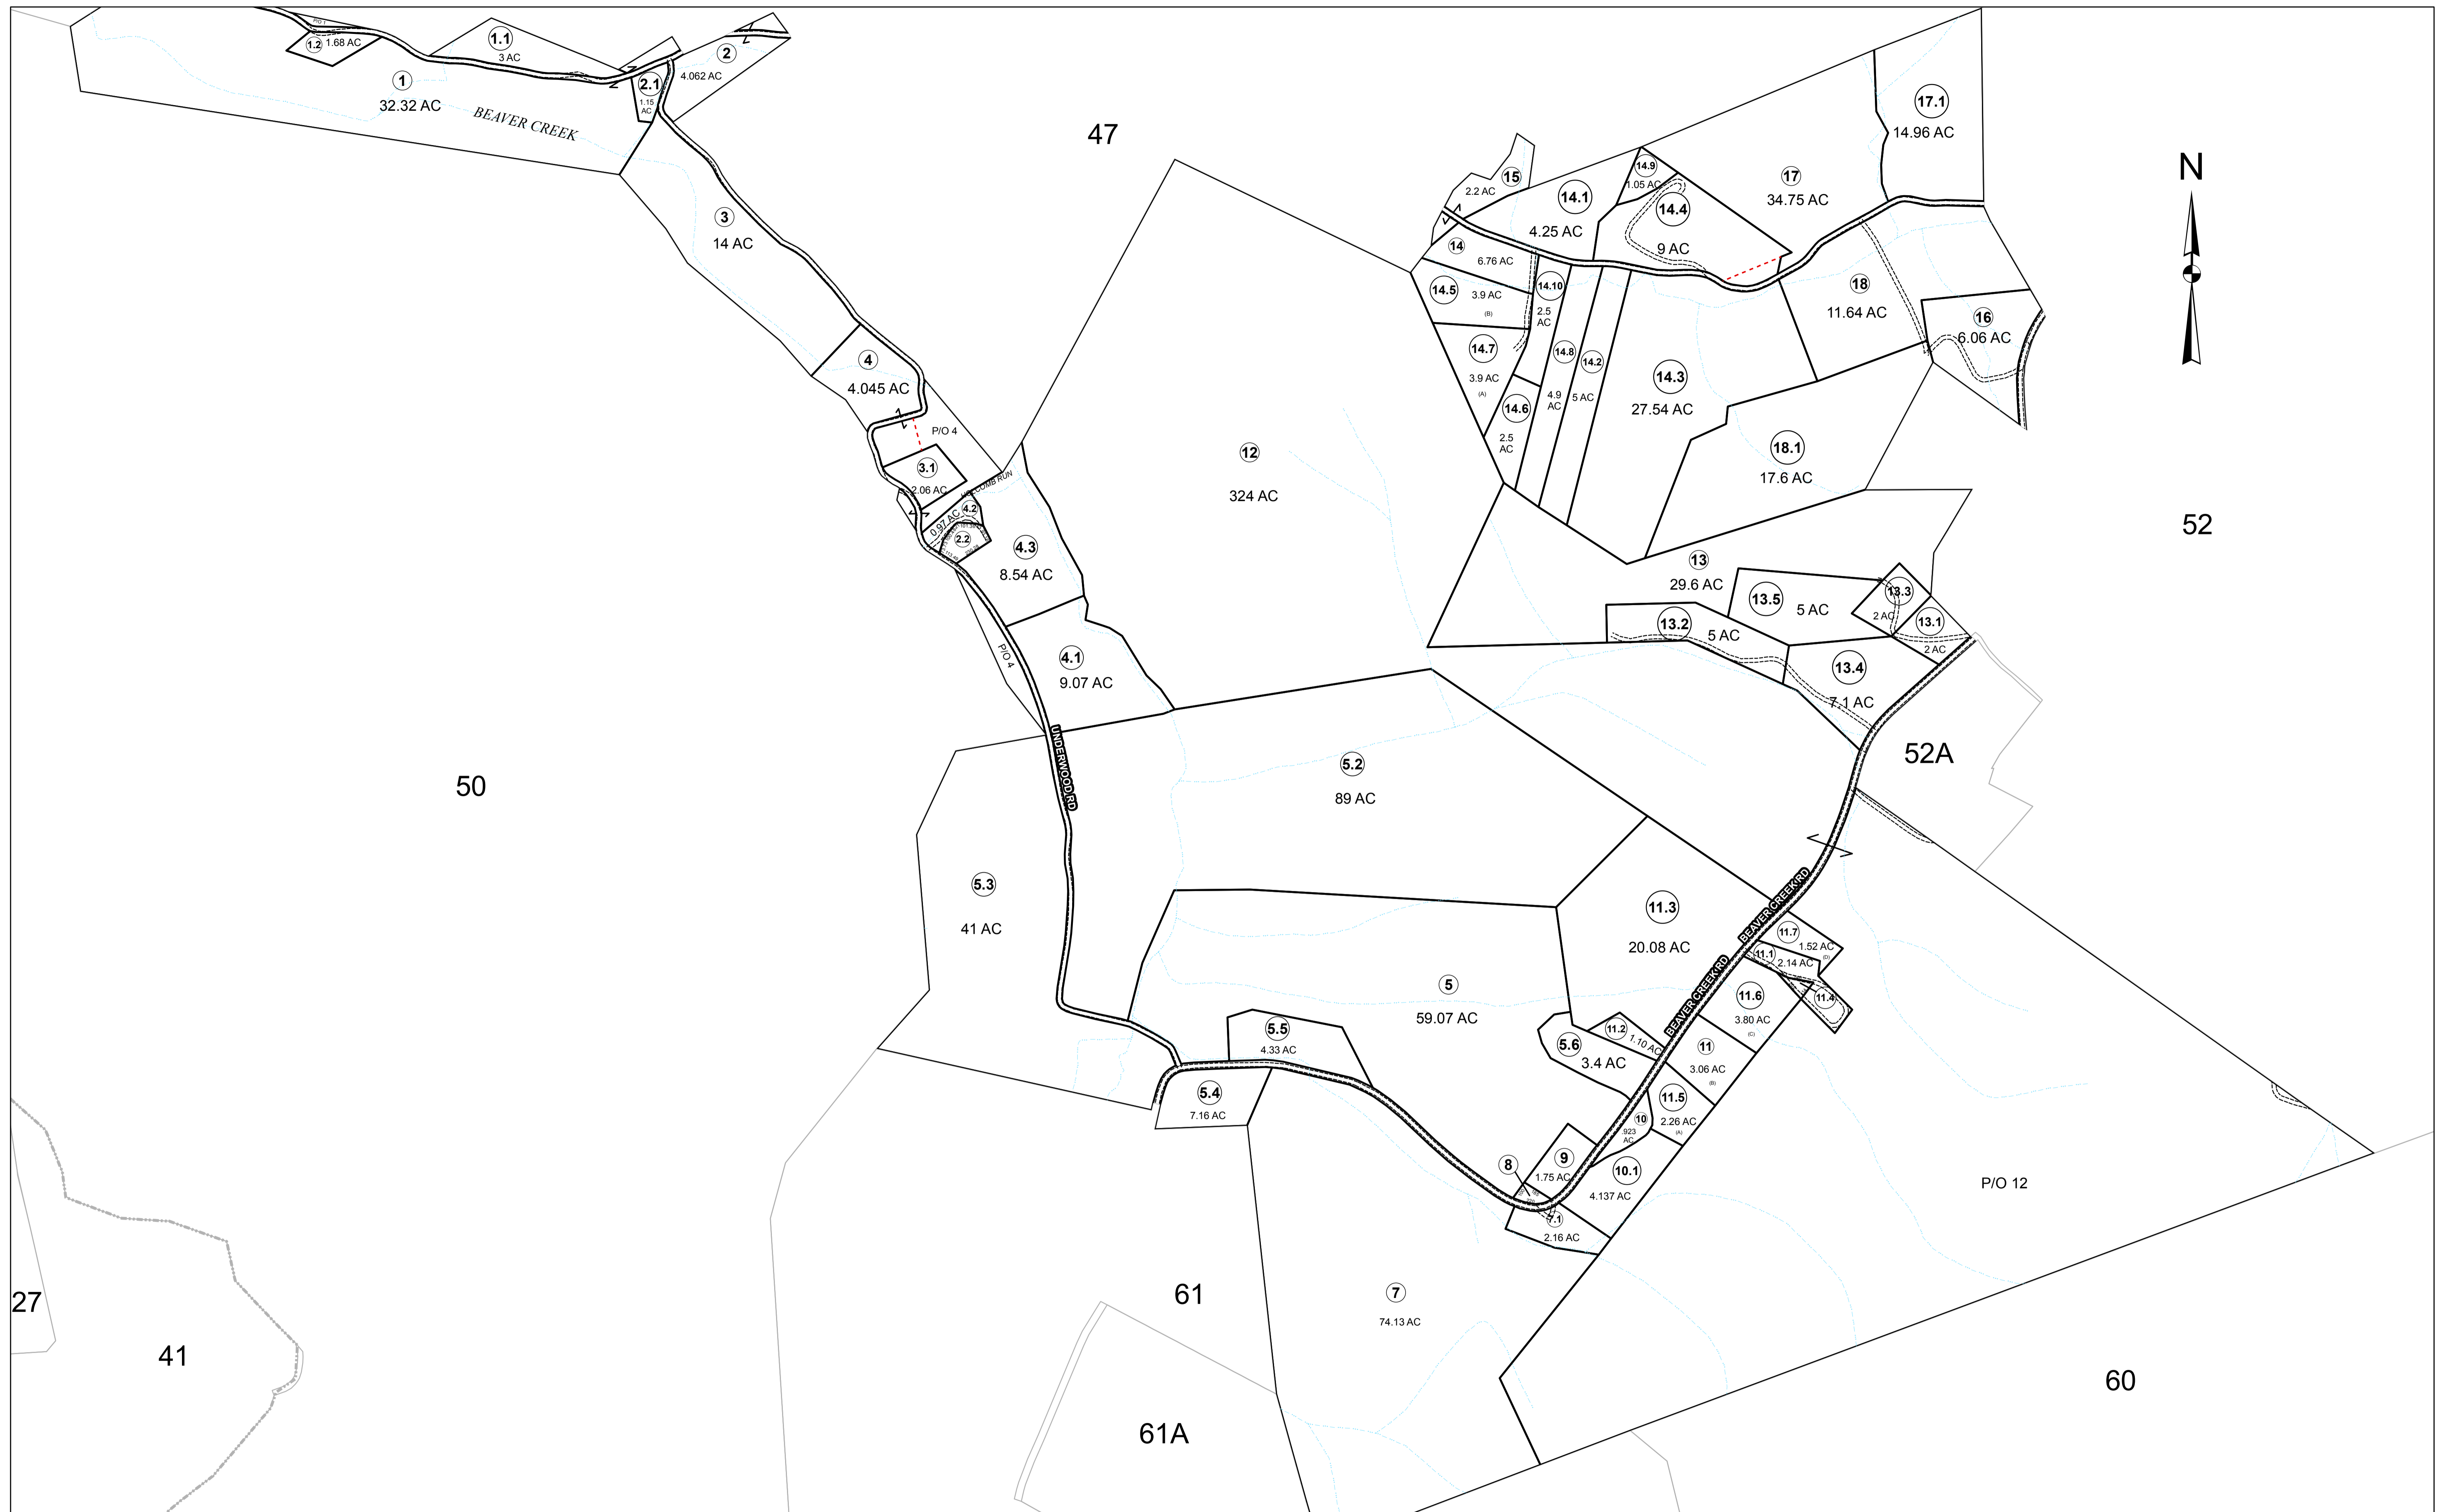 P/O 1
1.2
1.68 AC
1.1
3 AC
1
32.32 AC
BEAVER CREEK
2
4.062 AC
2.1
1.15
AC
3
14 AC
4
4.045 AC
P/O 4
3.1
2.06 AC
4.2
0.97 AC
2.2
4.3
8.54 AC
4.1
9.07 AC
P/O 4
UNDERWOOD RD
47
12
324 AC
15
2.2 AC
14.1
4.25 AC
14.9
1.05 AC
14.4
9 AC
17
34.75 AC
17.1
14.96 AC
N
14
6.76 AC
14.5
3.9 AC
(B)
14.10
2.5
AC
14.7
3.9 AC
(A)
14.6
2.5
AC
14.8
4.9
AC
14.2
5 AC
14.3
27.54 AC
18
11.64 AC
16
6.06 AC
18.1
17.6 AC
52
13
29.6 AC
13.5
5 AC
13.3
2 AC
13.1
2 AC
13.2
5 AC
13.4
7.1 AC
52A
50
5.2
89 AC
5.3
41 AC
5
59.07 AC
5.5
4.33 AC
5.4
7.16 AC
11.3
20.08 AC
BEAVER CREEK RD
BEAVER CREEK RD
11.7
1.52 AC
(D)
11.1
2.14 AC
11.4
11.6
3.80 AC
(C)
11.2
1.10 AC
5.6
3.4 AC
11
3.06 AC
(B)
11.5
2.26 AC
(A)
10
.923
AC
9
1.75 AC
8
10.1
4.137 AC
7.1
2.16 AC
P/O 12
7
74.13 AC
61
61A
60
27
41